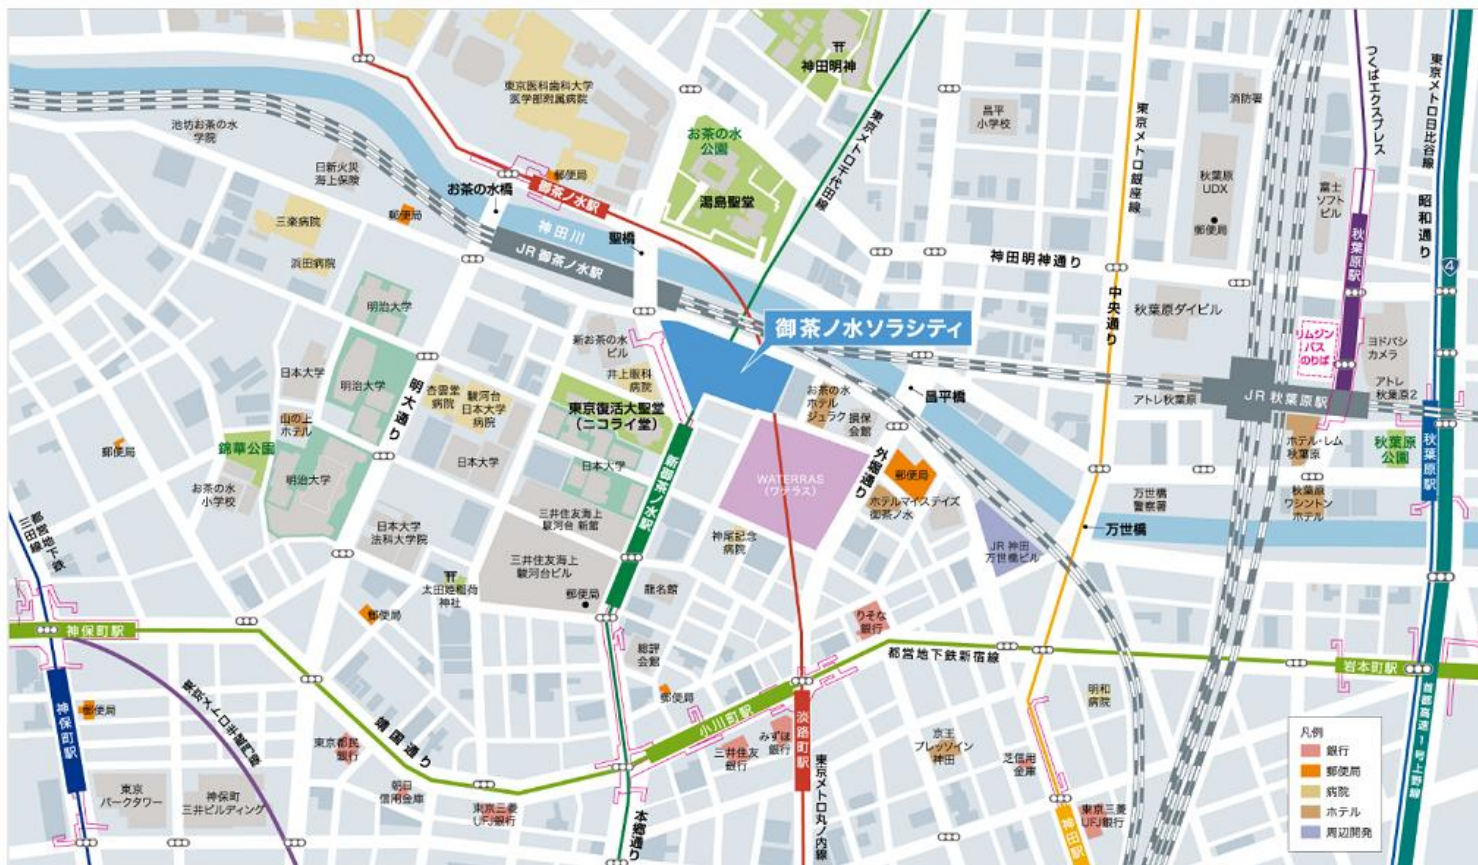 神田明神
東京医科歯科大学
医学部附属病院
池坊お茶の水
学院
お茶の水
公園
昌平
小学校
消防署
つくばエクスプレス
東京メトロ日比谷線
昭和通り
4
東京メトロ千代田線
東京メトロ銀座線
日新火災
海上保険
郵便局
お茶の水橋
御茶ノ水駅
湯島聖堂
秋葉原
UDX
富士
ソフト
ビル
三楽病院
郵便局
神田川
聖橋
郵便局
秋葉原駅
浜田病院
JR 御茶ノ水駅
神田明神通り
明治大学
中央通り
秋葉原ダイビル
御茶ノ水ソラシティ
リムジン
バス
のりば
ヨドバシ
カメラ
新お茶の水
ビル
井上眼科
病院
日本大学
明治大学
明大通り
杏雲堂
病院
駿河台
日本大学
病院
東京復活大聖堂
(ニコライ堂)
お茶の水
ホテル
ジュラク
損保
会館
昌平橋
アトレ秋葉原
JR 秋葉原駅
アトレ
秋葉原2
山の上
ホテル
錦華公園
郵便局
日本大学
日本大学
新御茶ノ水駅
外堀通り
郵便局
ホテル・レム
秋葉原
秋葉原
公園
秋葉原駅
お茶の水
小学校
明治大学
WATERRAS
(ワテラス)
ホテルマイステイズ
御茶ノ水
万世橋
警察署
秋葉原
ワシントン
ホテル
都営地下鉄
三田線
日本大学
法科大学院
三井住友海上
駿河台 新館
神尾記念
病院
JR 神田
万世橋ビル
万世橋
三井住友海上
駿河台ビル
太田姫稲荷
神社
郵便局
龍名館
郵便局
りそな
銀行
神保町駅
総評
会館
都営地下鉄新宿線
岩本町駅
東京メトロ半蔵門線
郵便局
明和
病院
神保町駅
郵便局
靖国通り
小川町駅
淡路町駅
凡例
銀行
郵便局
病院
ホテル
周辺開発
東京都民
銀行
三井住友
銀行
みずほ
銀行
京王
プレッソイン
神田
芝信用
金庫
東京メトロ丸ノ内線
首都高速1号上野線
東京
パークタワー
神保町
三井ビルディング
朝日
信用金庫
東京三菱
UFJ銀行
本郷通り
神田駅
東京三菱
UFJ銀行